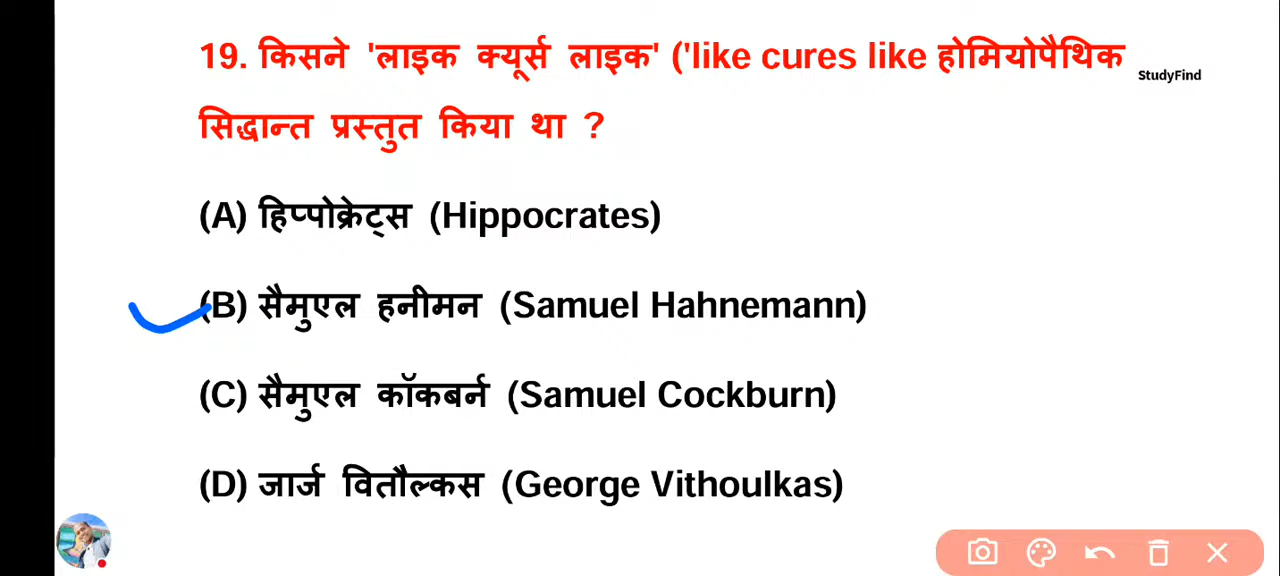 19. किसने 'लाइक क्यूर्स लाइक' ('like cures like होमियोपैथिक
StudyFind
सिद्धान्त प्रस्तुत किया था ?
(A) हिप्पोक्रेट्स (Hippocrates)
(B) सैमुएल हनीमन (Samuel Hahnemann)
(C) सैमुएल कॉकबर्न (Samuel Cockburn)
(D) जार्ज वितौल्कस (George Vithoulkas)